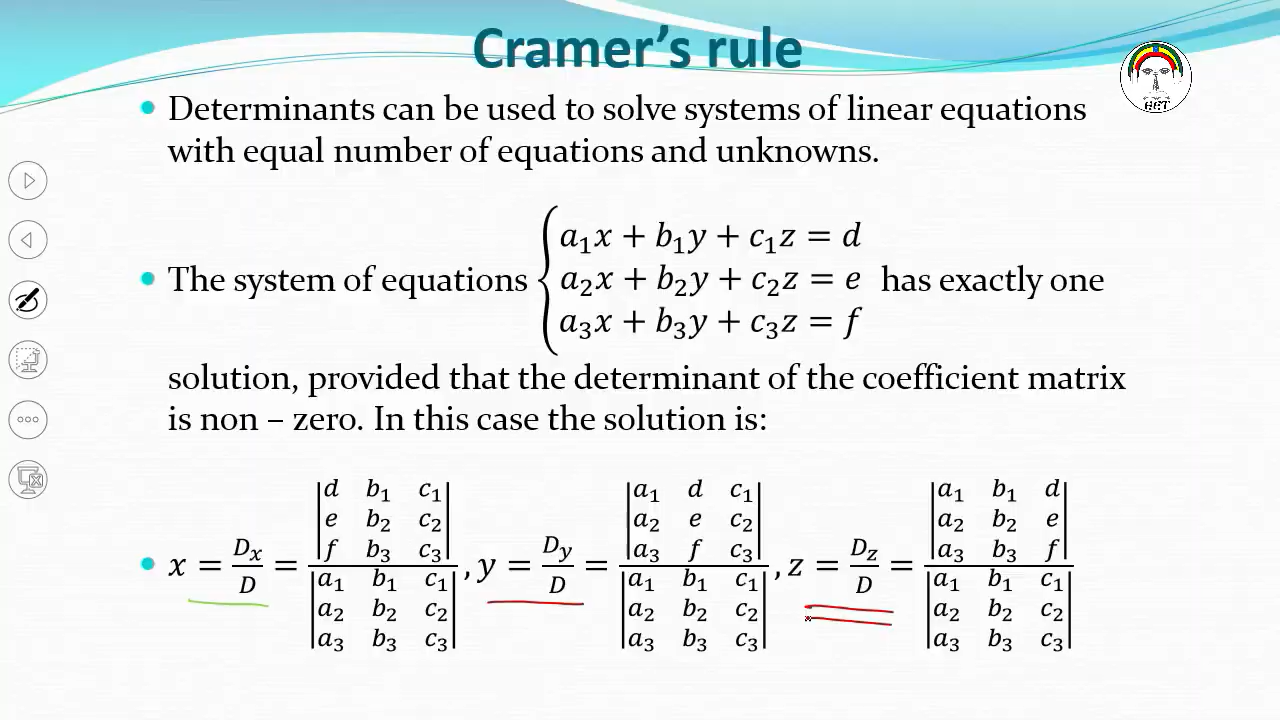 Cramer's rule
• Determinants can be used to solve systems of linear equations
with equal number of equations and unknowns.
• The system of equations { a₁x + b₁y + c₁z = d
a₂x + b₂y + c₂z = e
a₃x + b₃y + c₃z = f has exactly one
solution, provided that the determinant of the coefficient matrix
is non – zero. In this case the solution is:
• x = Dₓ/D = |d b₁ c₁; e b₂ c₂; f b₃ c₃| / |a₁ b₁ c₁; a₂ b₂ c₂; a₃ b₃ c₃| , y = D_y/D = |a₁ d c₁; a₂ e c₂; a₃ f c₃| / |a₁ b₁ c₁; a₂ b₂ c₂; a₃ b₃ c₃| , z = D_z/D = |a₁ b₁ d; a₂ b₂ e; a₃ b₃ f| / |a₁ b₁ c₁; a₂ b₂ c₂; a₃ b₃ c₃|